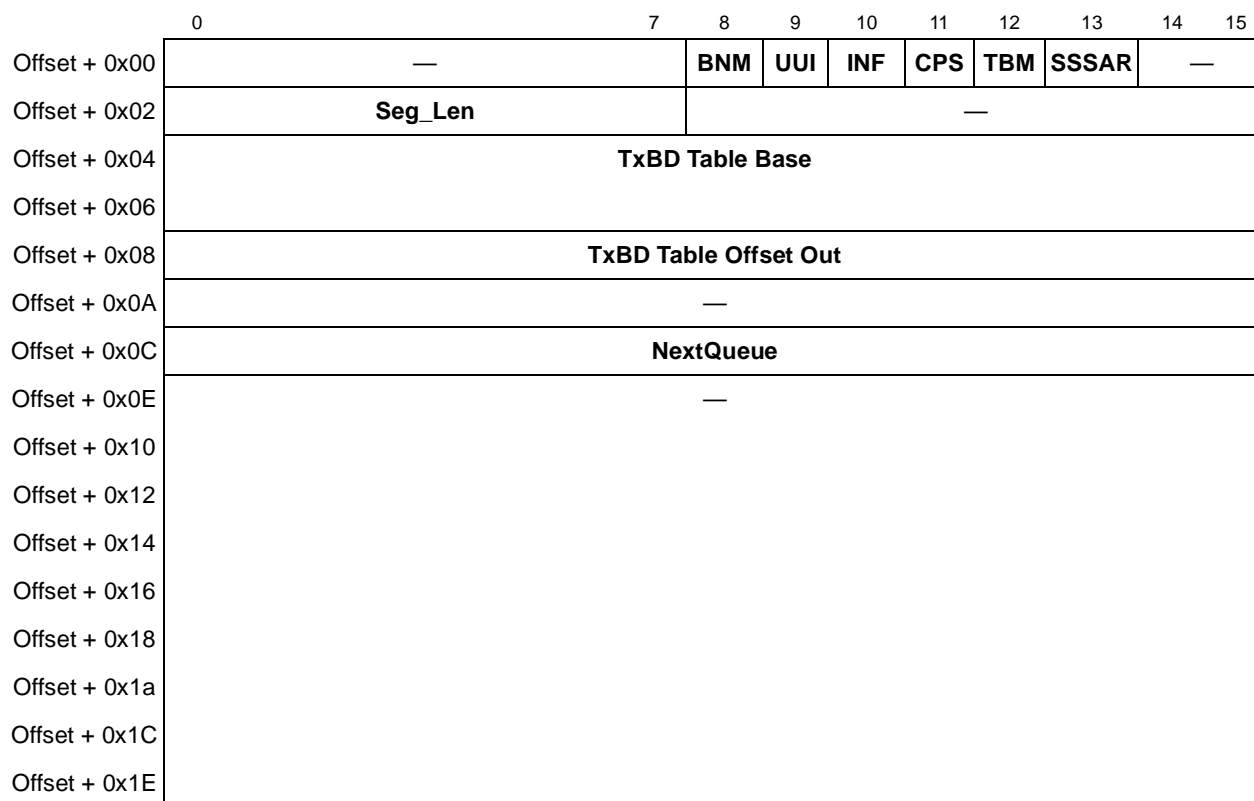 0 7 8 9 10 11 12 13 14 15
Offset + 0x00 — BNM UUI INF CPS TBM SSSAR —
Offset + 0x02 Seg_Len —
Offset + 0x04 TxBD Table Base
Offset + 0x06
Offset + 0x08 TxBD Table Offset Out
Offset + 0x0A —
Offset + 0x0C NextQueue
Offset + 0x0E —
Offset + 0x10
Offset + 0x12
Offset + 0x14
Offset + 0x16
Offset + 0x18
Offset + 0x1a
Offset + 0x1C
Offset + 0x1E